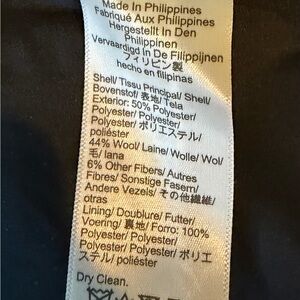 Made In Philippines
Fabriqué Aux Philippines
Hergestellt In Den
Philippinen
Vervaardigd In De Filippijnen
フィリピン製
hecho en filipinas
Shell/ Tissu Principal/ Shell/
Bovenstof/ 表地/ Tela
Exterior: 50% Polyester/
Polyester/ Polyester/
Polyester/ ポリエステル/
poliéster
44% Wool/ Laine/ Wolle/ Wol/
毛/ lana
6% Other Fibers/ Autres
Fibres/ Sonstige Fasern/
Andere Vezels/ その他繊維/
otras
Lining/ Doublure/ Futter/
Voering/ 裏地/ Forro: 100%
Polyester/ Polyester/
Polyester/ Polyester/ ポリエ
ステル/ poliéster
Dry Clean.